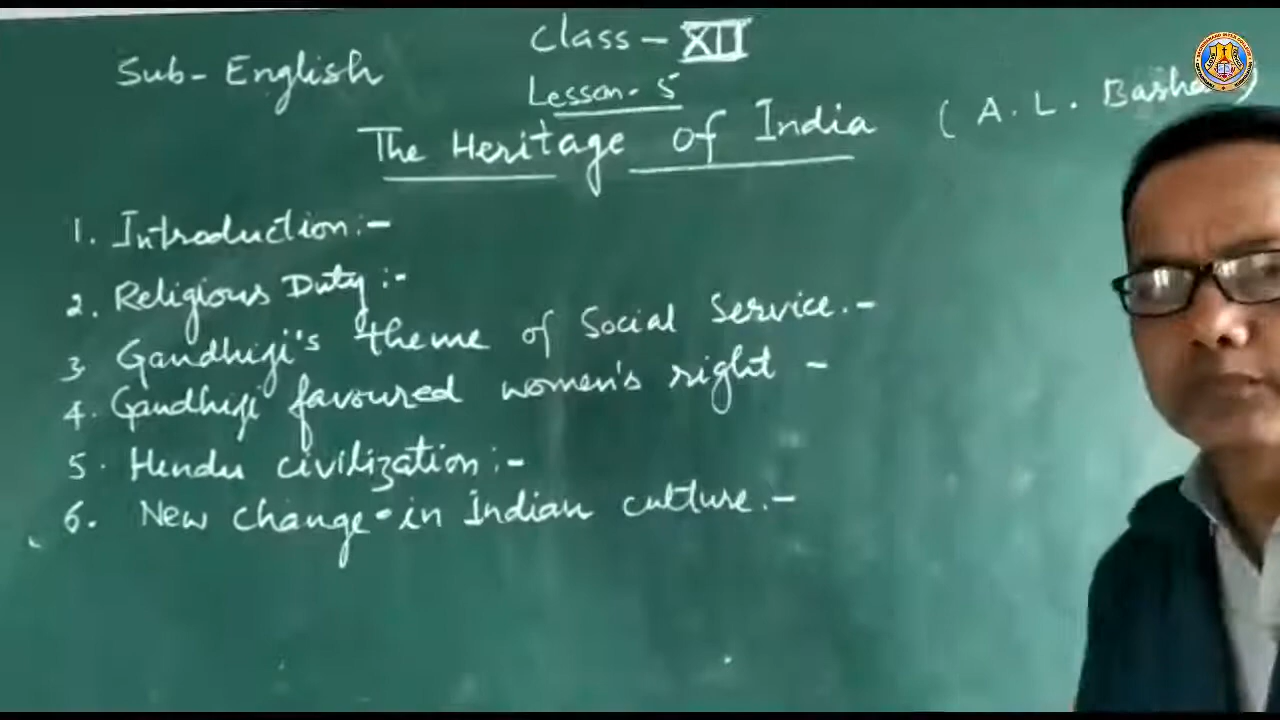 Class - XII
Sub- English
Lesson - 5
The Heritage of India (A. L. Basha
1. Introduction:-
2. Religious Duty:-
3 Gandhiji's theme of Social Service.-
4. Gandhiji favoured women's right -
5. Hindu civilization:-
6. New change in Indian culture.-